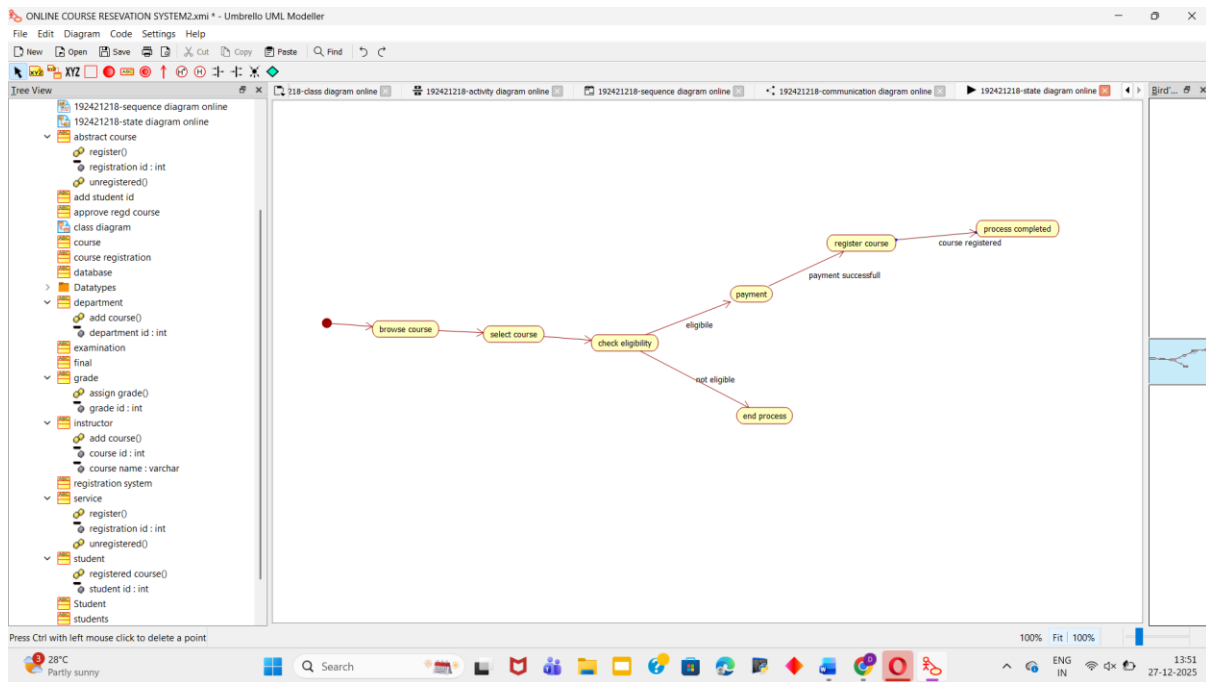 ONLINE COURSE RESEVATION SYSTEM2.xmi * - Umbrello UML Modeller
File Edit Diagram Code Settings Help
New Open Save Cut Copy Paste Find
XYZ XYZ
Tree View
218-class diagram online 192421218-activity diagram online 192421218-sequence diagram online 192421218-communication diagram online 192421218-state diagram online Bird'...
192421218-sequence diagram online
192421218-state diagram online
abstract course
register()
registration id : int
unregistered()
add student id
approve regd course
class diagram
course
course registration
database
Datatypes
department
add course()
department id : int
examination
final
grade
assign grade()
grade id : int
instructor
add course()
course id : int
course name : varchar
registration system
service
register()
registration id : int
unregistered()
student
registered course()
student id : int
Student
students
process completed
register course
course registered
payment successfull
payment
browse course
select course
eligibile
check eligibility
not eligible
end process
Press Ctrl with left mouse click to delete a point
100% Fit 100%
3
28°C
Partly sunny
Search
ENG
IN
13:51
27-12-2025